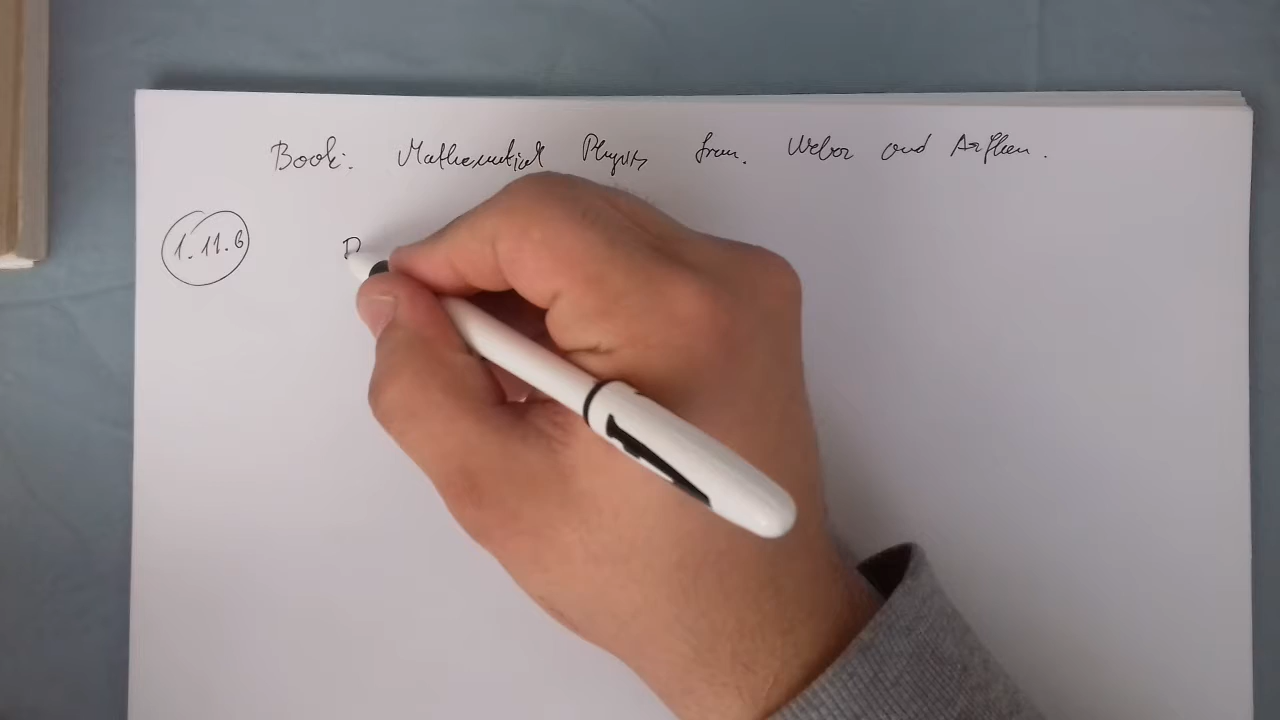 Book: Mathematical Physics from Weber and Arfken.
1.11.6 P